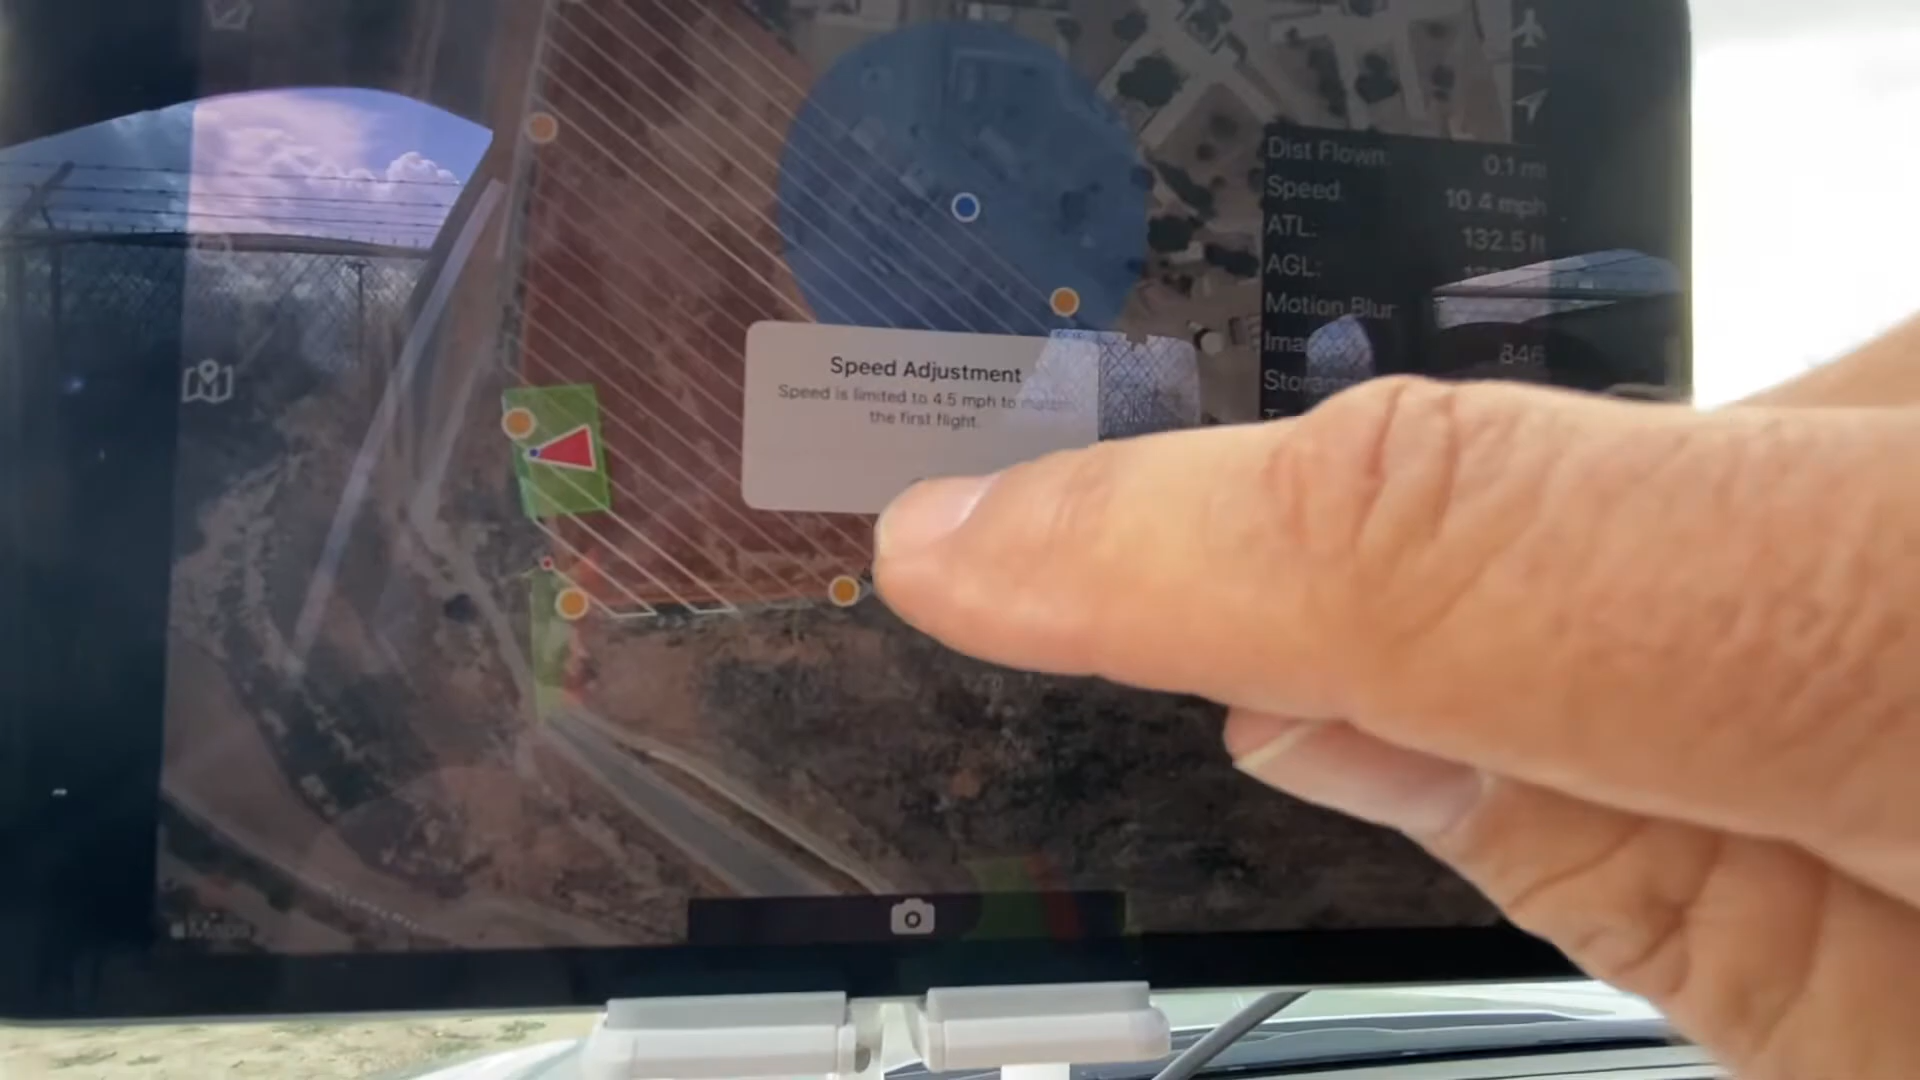 Dist Flown: 0.1 mi
Speed: 10.4 mph
ATL: 132.5 ft
AGL:
Motion Blur
846
Speed Adjustment
Speed is limited to 4.5 mph to match
the first flight.
Maps